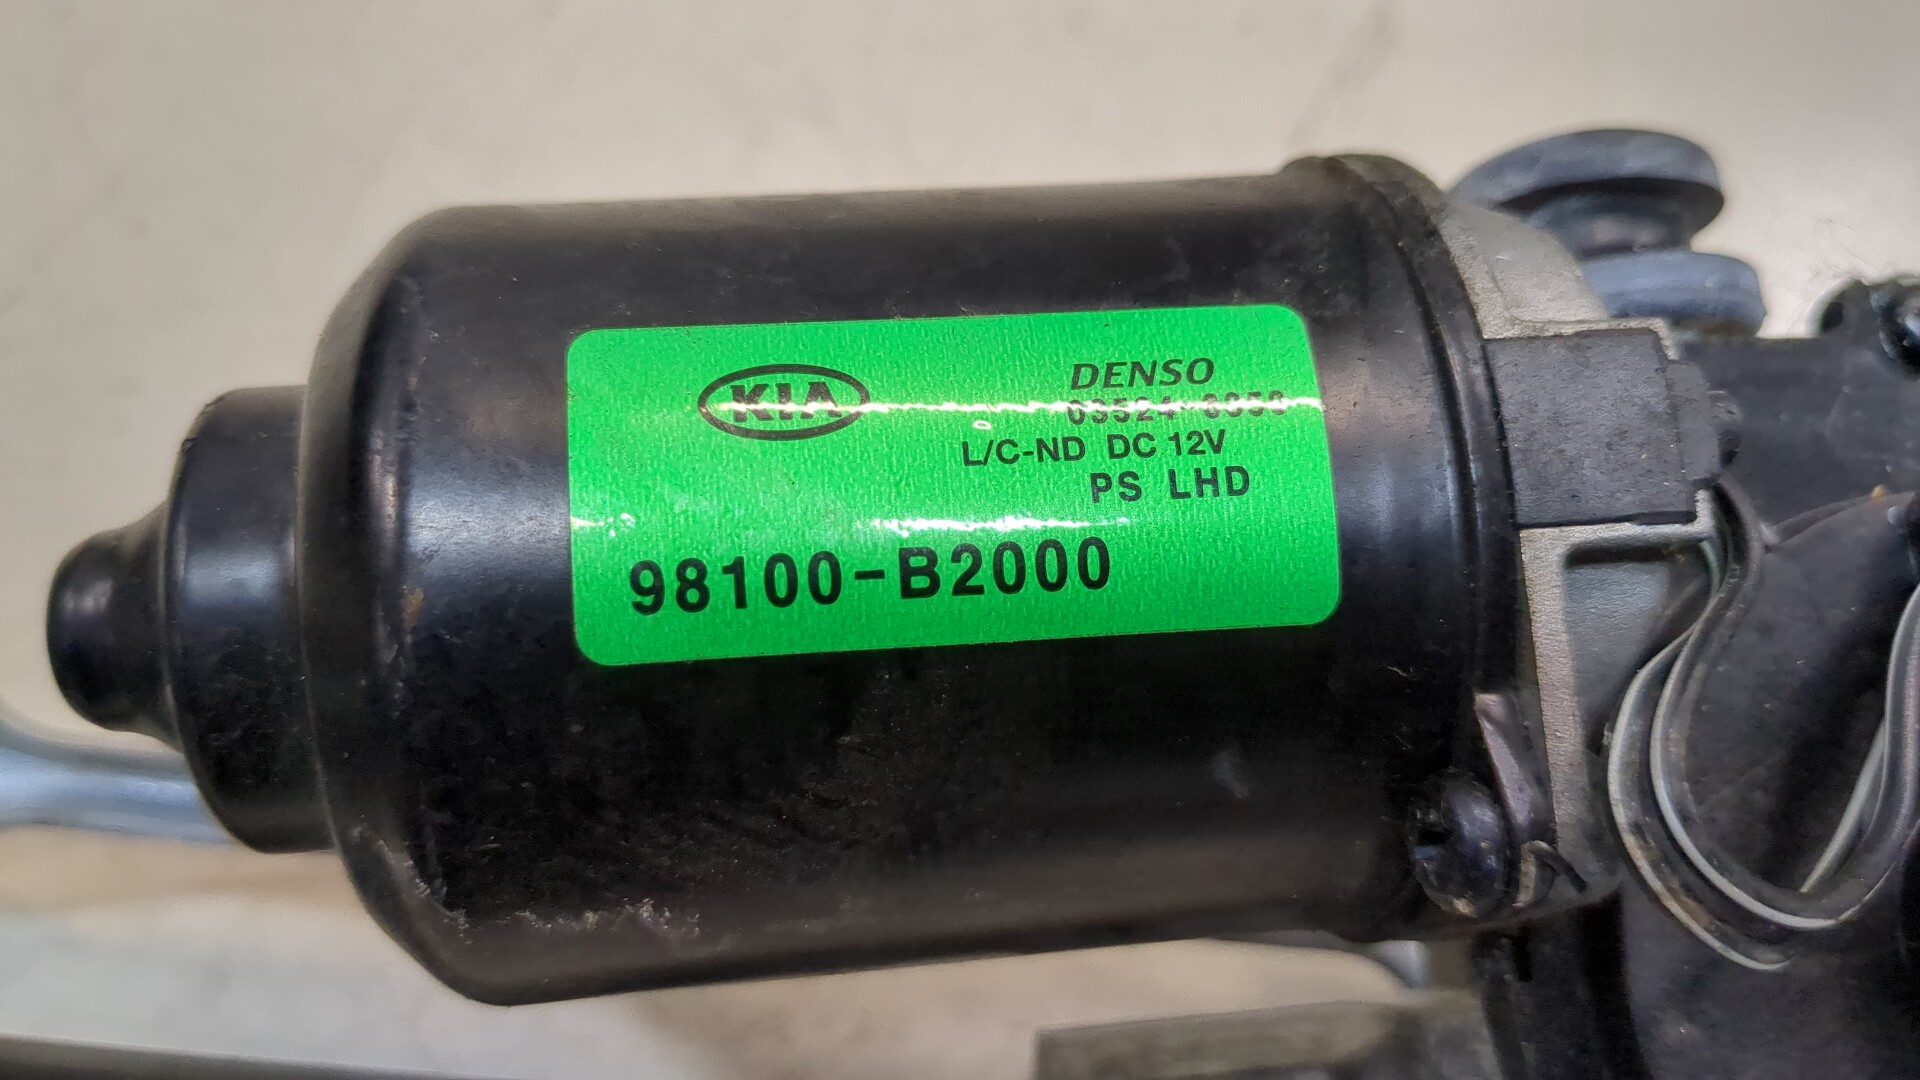 KIA
DENSO
L/C-ND DC 12V
PS LHD
98100-B2000